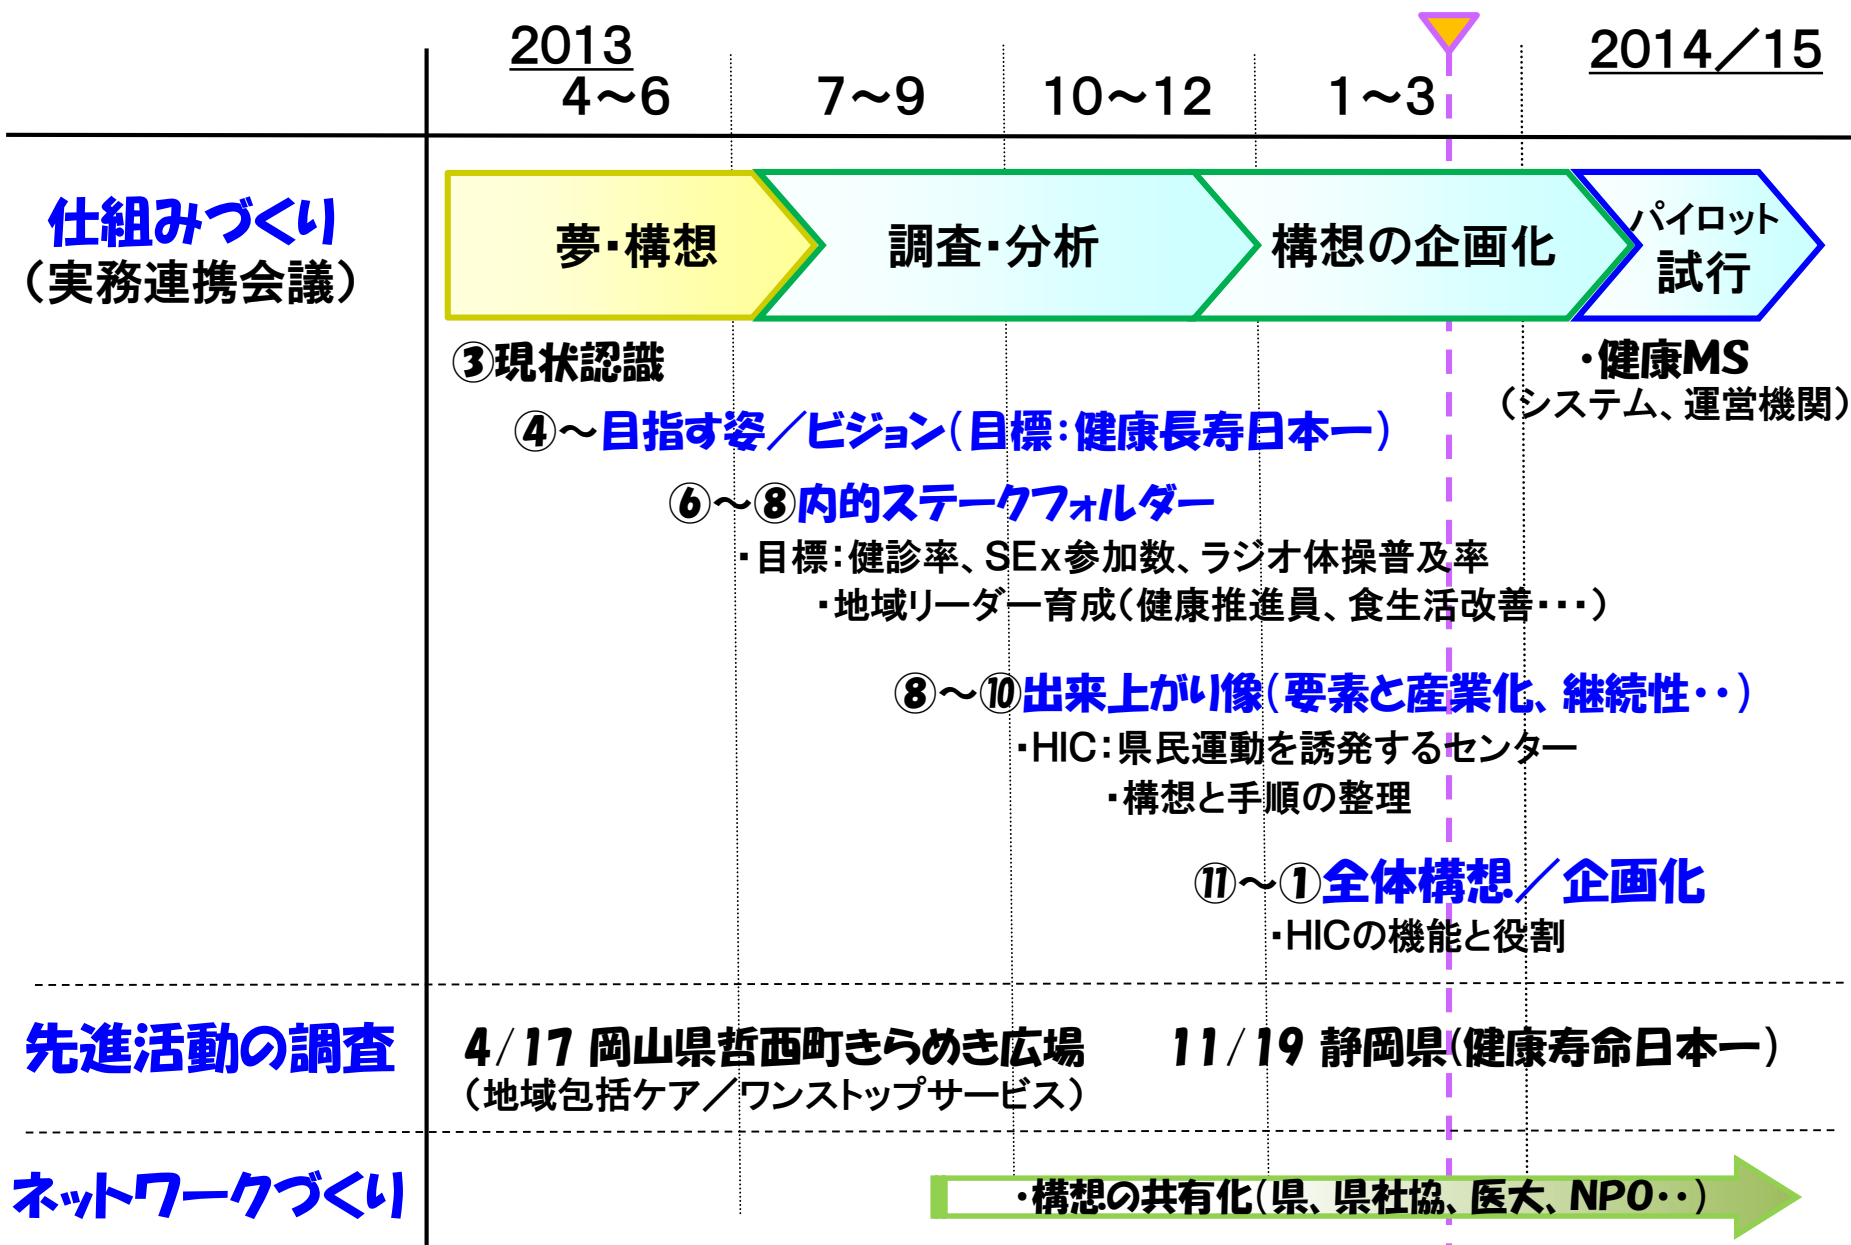 2013
2014／15
4～6
7～9
10～12
1～3
仕組みづくり
（実務連携会議）
夢・構想
調査・分析
構想の企画化
パイロット
試行
③現状認識
・健康MS
（システム、運営機関）
④～目指す姿／ビジョン（目標：健康長寿日本一）
⑥～⑧内的ステークフォルダー
・目標：健診率、SEx参加数、ラジオ体操普及率
・地域リーダー育成（健康推進員、食生活改善・・・）
⑧～⑩出来上がり像（要素と産業化、継続性・・）
・HIC：県民運動を誘発するセンター
・構想と手順の整理
⑪～①全体構想／企画化
・HICの機能と役割
先進活動の調査
4/17 岡山県哲西町きらめき広場
11/19 静岡県（健康寿命日本一）
（地域包括ケア／ワンストップサービス）
ネットワークづくり
・構想の共有化（県、県社協、医大、NPO・・）